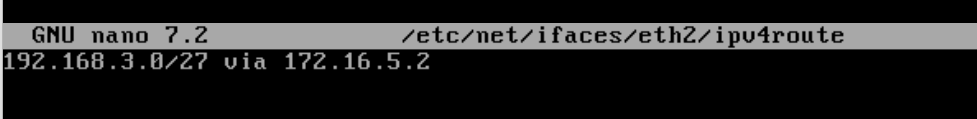 GNU nano 7.2 /etc/net/ifaces/eth2/ipv4route
192.168.3.0/27 via 172.16.5.2